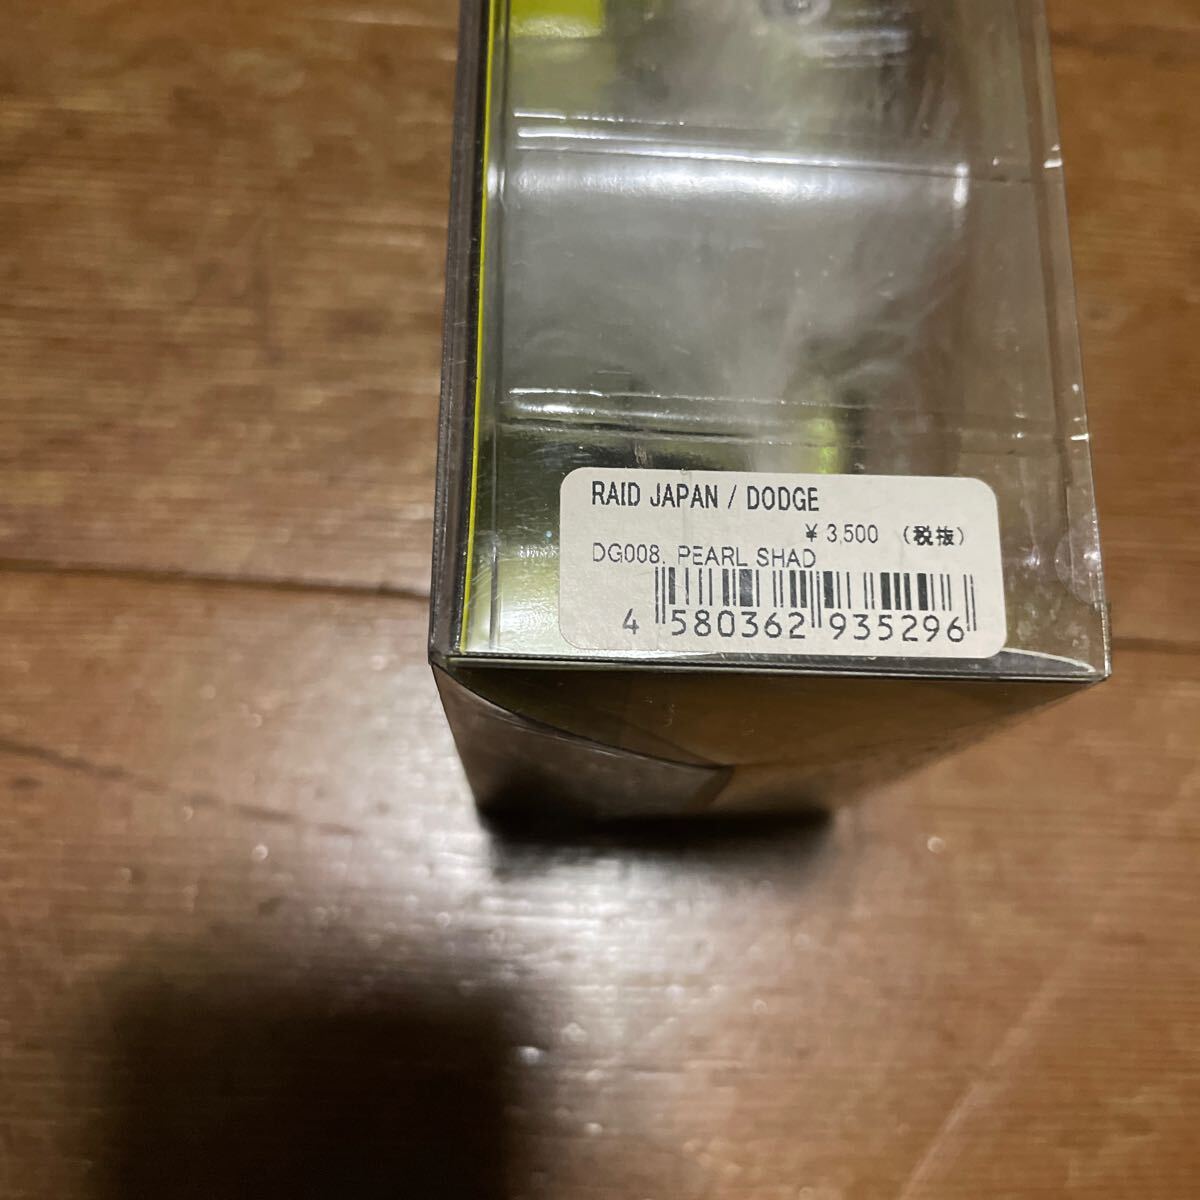 RAID JAPAN / DODGE
¥ 3,500 (税抜)
DG008. PEARL SHAD
4 580362 935296